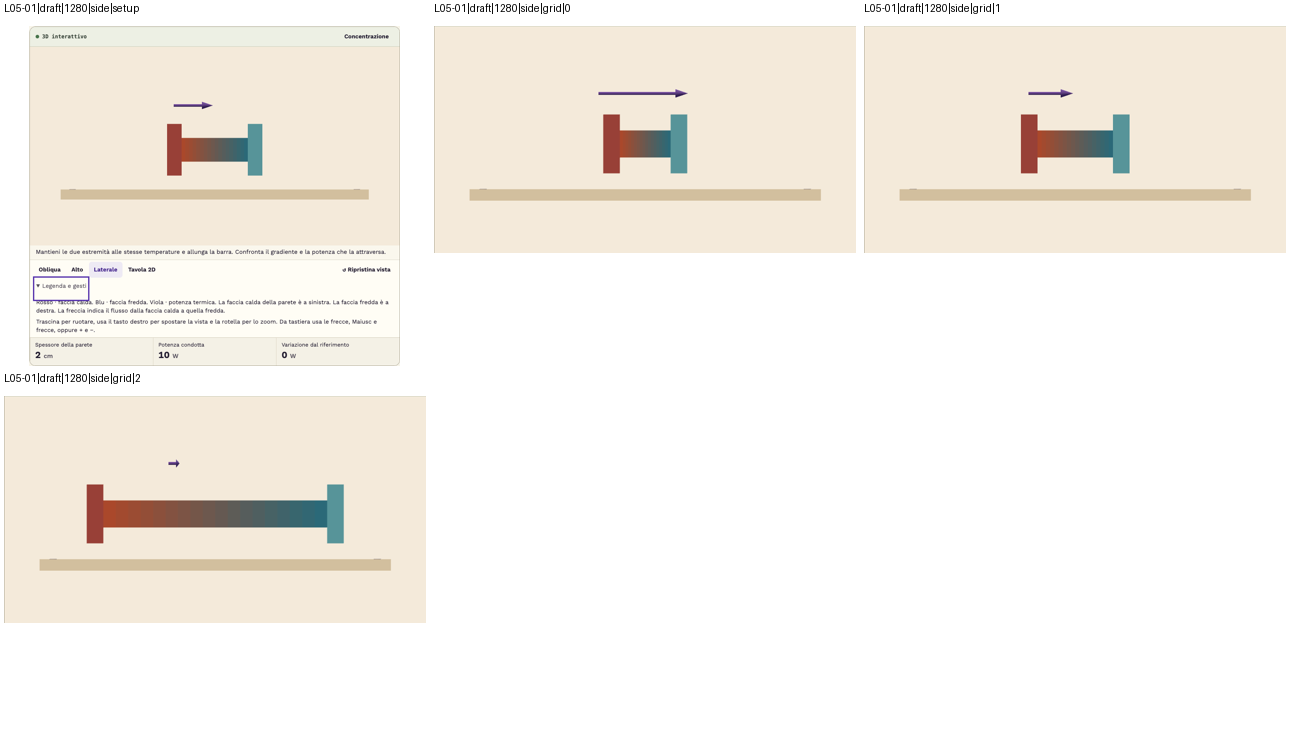 L05-01|draft|1280|side|setup
3D interattivo
Concentrazione
Mantieni le due estremità alle stesse temperature e allunga la barra. Confronta il gradiente e la potenza che la attraversa.
Obliqua Alto Laterale Tavola 2D
↺ Ripristina vista
▾ Legenda e gesti
Rosso · faccia calda. Blu · faccia fredda. Viola · potenza termica. La faccia calda della parete è a sinistra. La faccia fredda è a
destra. La freccia indica il flusso dalla faccia calda a quella fredda.
Trascina per ruotare, usa il tasto destro per spostare la vista e la rotella per lo zoom. Da tastiera usa le frecce, Maiusc e
frecce, oppure + e −.
Spessore della parete
2 cm
Potenza condotta
10 W
Variazione dal riferimento
0 W
L05-01|draft|1280|side|grid|0
L05-01|draft|1280|side|grid|1
L05-01|draft|1280|side|grid|2